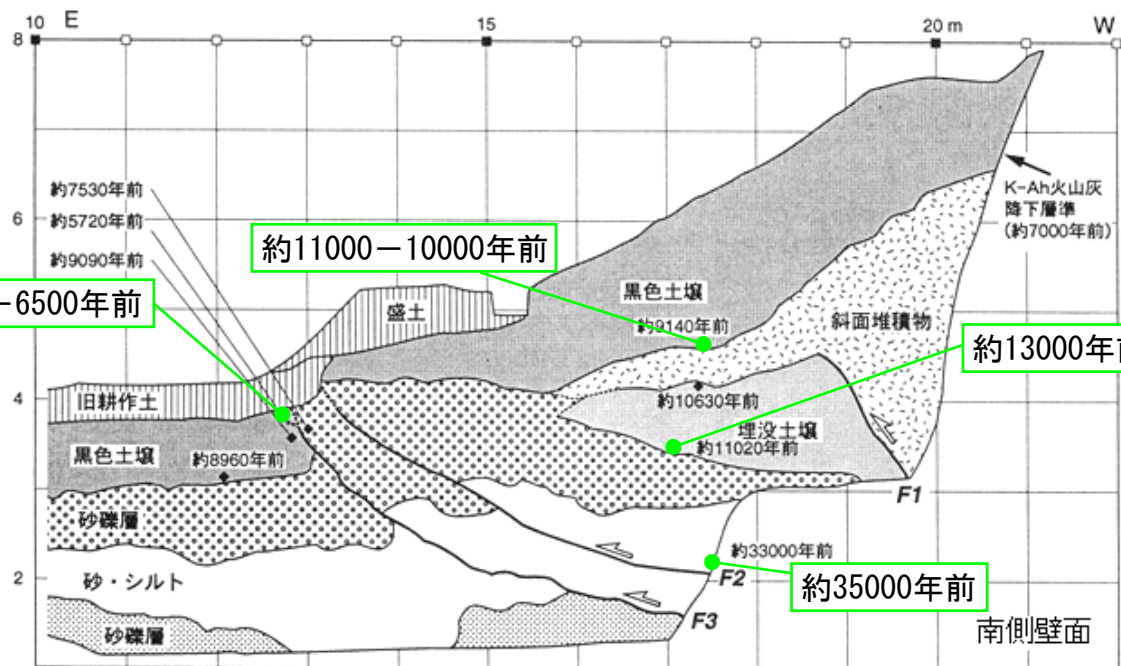 10 E 15 20 m W
8
約7530年前
約5720年前
約9090年前
6
K-Ah火山灰
降下層準
(約7000年前)
約11000－10000年前
-6500年前
盛土
黒色土壌
約9140年前
斜面堆積物
約13000年前
4
旧耕作土
約10630年前
埋没土壌
約11020年前
黒色土壌
約8960年前
F1
砂礫層
約33000年前
2
砂・シルト
F2
約35000年前
F3
砂礫層
南側壁面